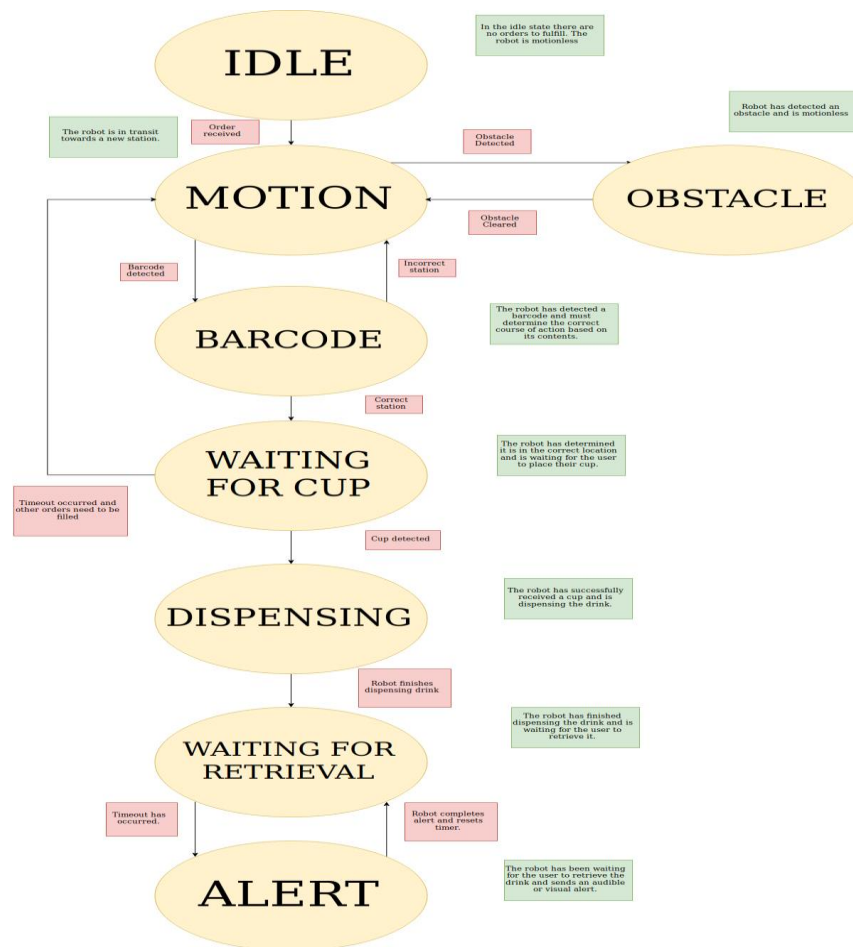 IDLE
In the idle state there are
no orders to fulfill. The
robot is motionless
Robot has detected an
obstacle and is motionless
The robot is in transit
towards a new station.
Order
received
Obstacle
Detected
MOTION
OBSTACLE
Obstacle
Cleared
Barcode
detected
Incorrect
station
BARCODE
The robot has detected a
barcode and must
determine the correct
course of action based on
its contents.
Correct
station
WAITING
FOR CUP
The robot has determined
it is in the correct location
and is waiting for the user
to place their cup.
Timeout occurred and
other orders need to be
filled
Cup detected
DISPENSING
The robot has successfully
received a cup and is
dispensing the drink.
Robot finishes
dispensing drink
WAITING FOR
RETRIEVAL
The robot has finished
dispensing the drink and is
waiting for the user to
retrieve it.
Timeout has
occurred.
Robot completes
alert and resets
timer.
ALERT
The robot has been waiting
for the user to retrieve the
drink and sends an audible
or visual alert.